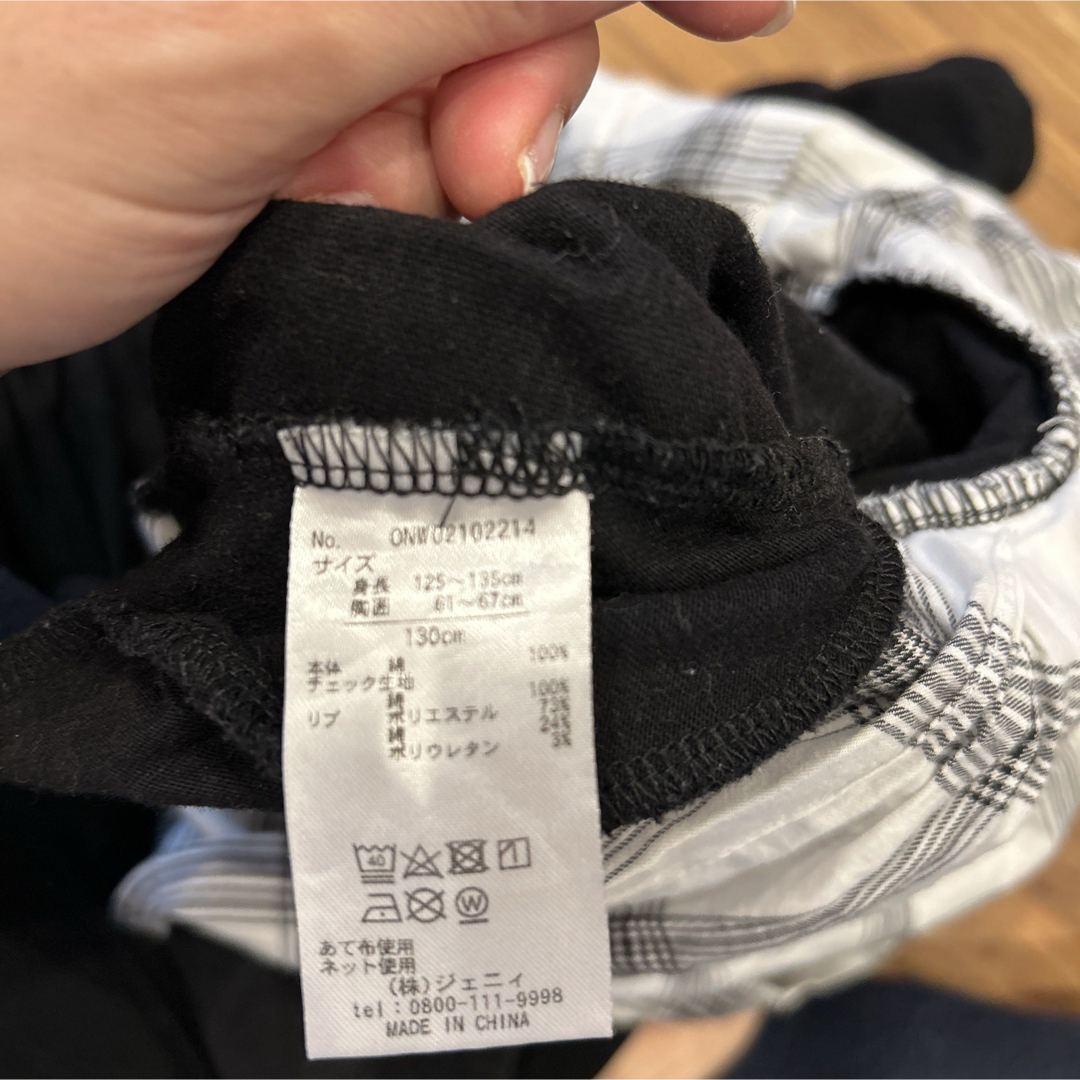 No. ONW02102214
サイズ
身長 125～135cm
胸囲 61～67cm
130cm
本体 綿 100%
チェック生地
綿 100%
リブ ポリエステル 73%
綿 24%
ポリウレタン 3%
40
W
あて布使用
ネット使用
(株)ジェニィ
tel：0800-111-9998
MADE IN CHINA